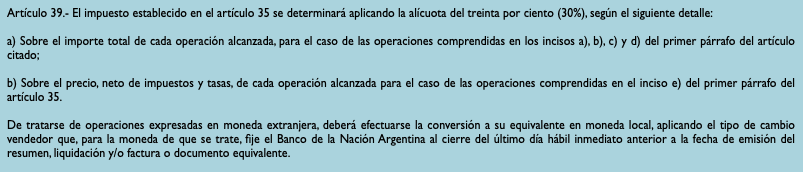 Artículo 39.- El impuesto establecido en el artículo 35 se determinará aplicando la alícuota del treinta por ciento (30%), según el siguiente detalle:
a) Sobre el importe total de cada operación alcanzada, para el caso de las operaciones comprendidas en los incisos a), b), c) y d) del primer párrafo del artículo
citado;
b) Sobre el precio, neto de impuestos y tasas, de cada operación alcanzada para el caso de las operaciones comprendidas en el inciso e) del primer párrafo del
artículo 35.
De tratarse de operaciones expresadas en moneda extranjera, deberá efectuarse la conversión a su equivalente en moneda local, aplicando el tipo de cambio
vendedor que, para la moneda de que se trate, fije el Banco de la Nación Argentina al cierre del último día hábil inmediato anterior a la fecha de emisión del
resumen, liquidación y/o factura o documento equivalente.